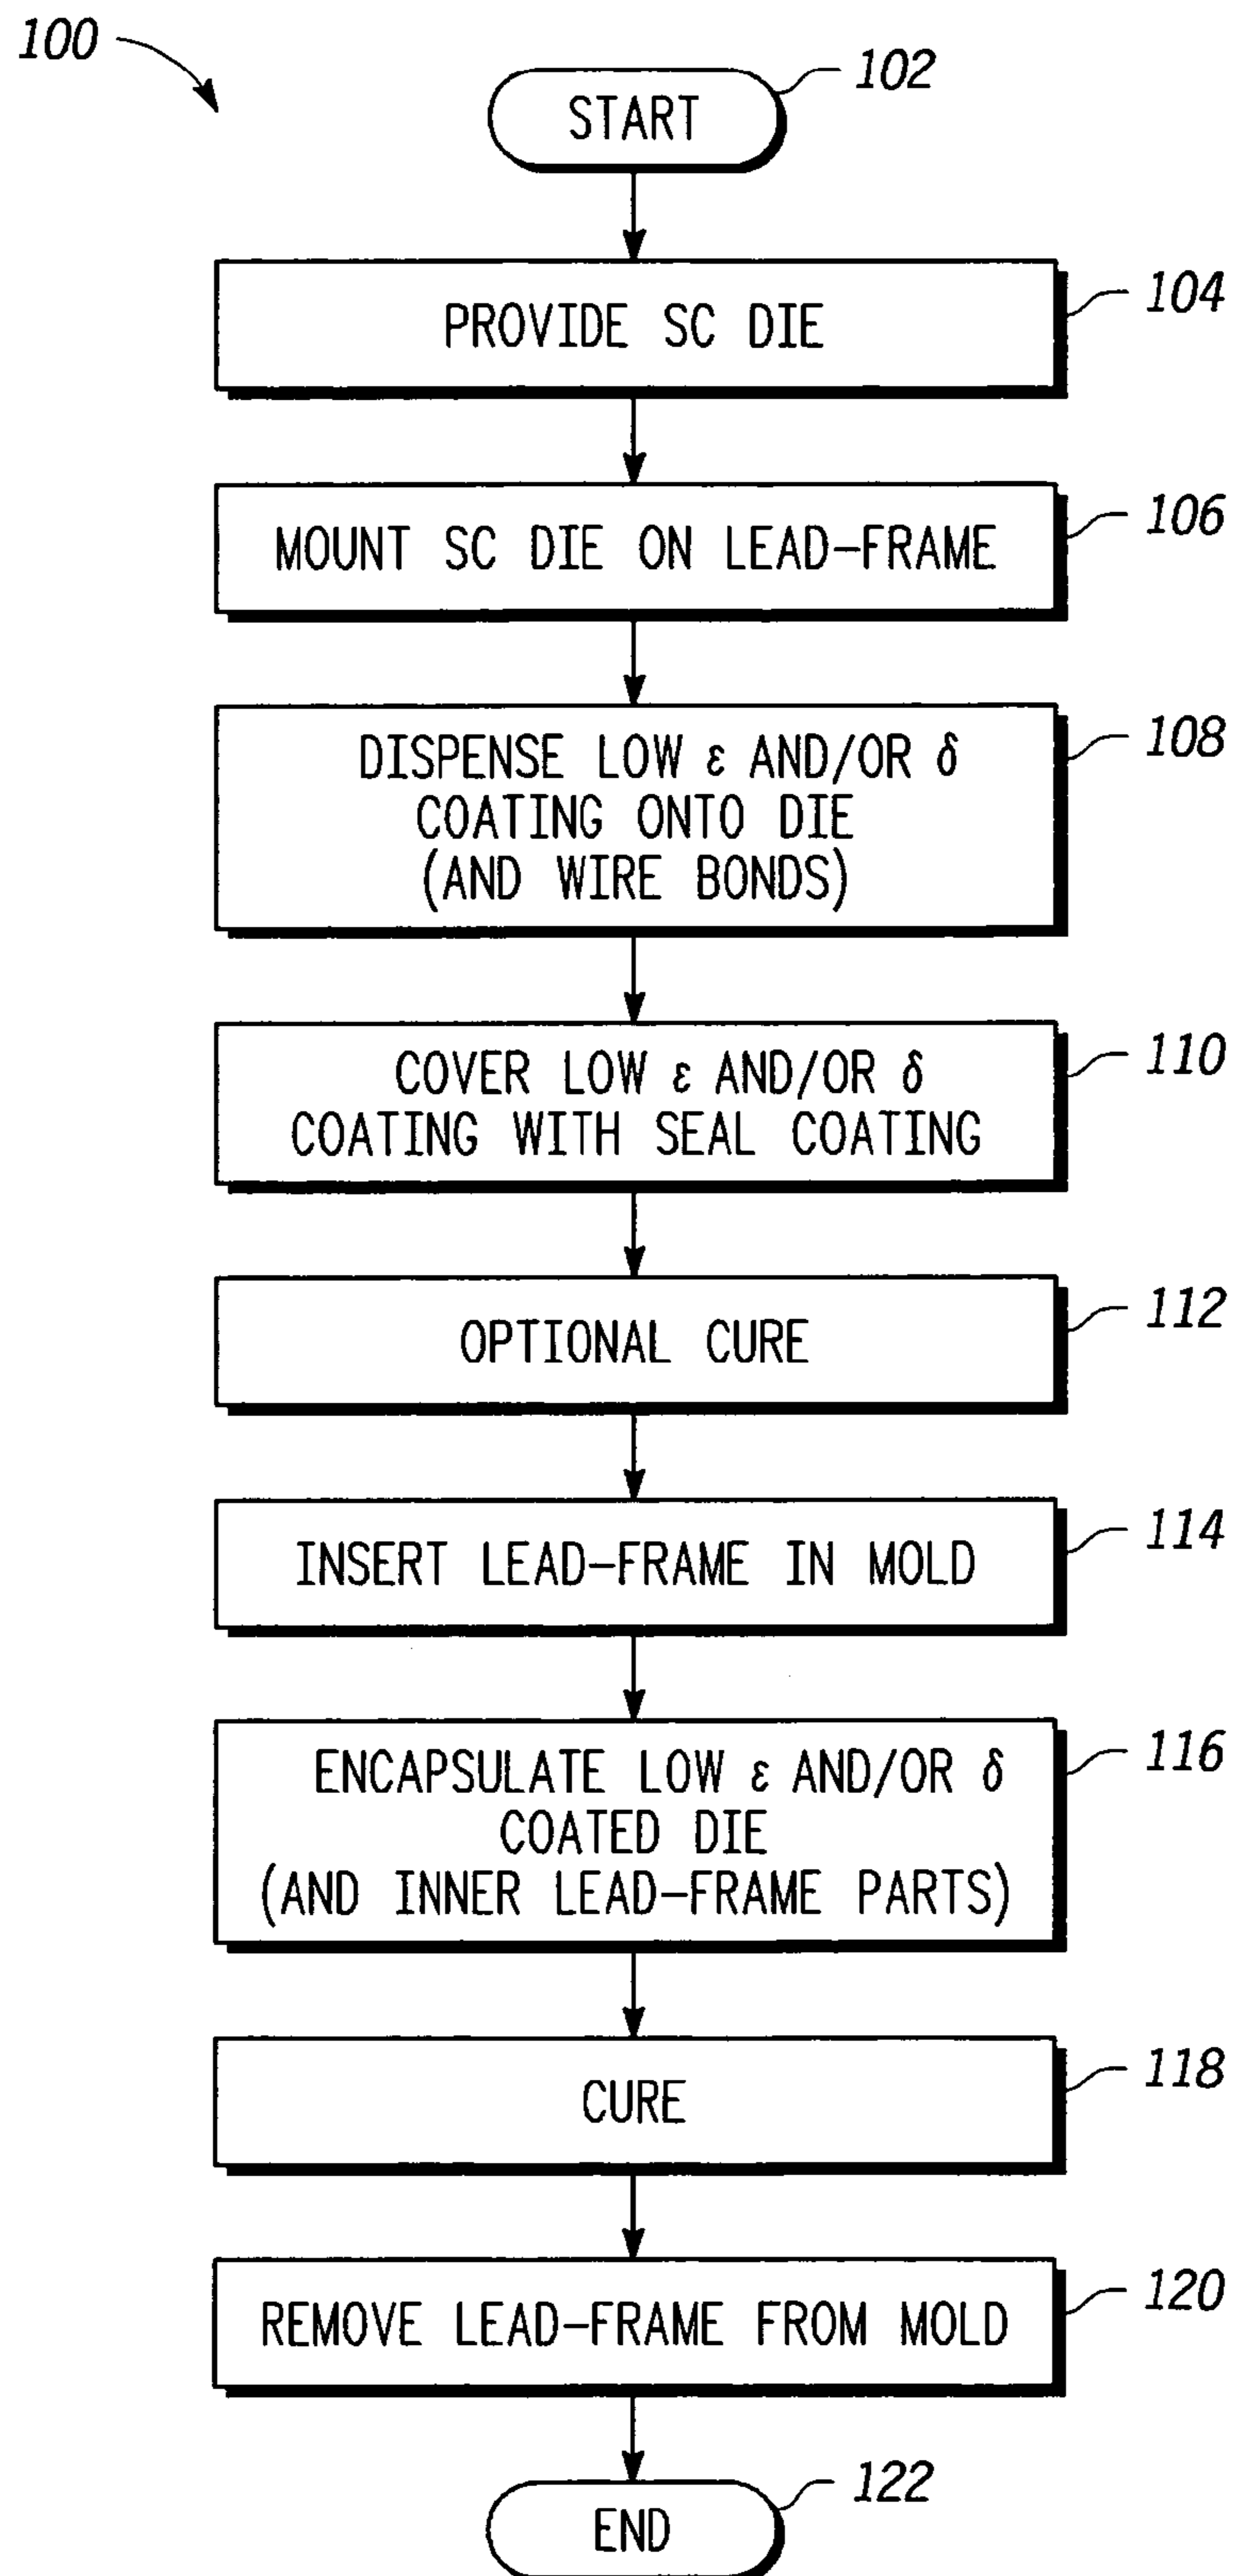 100
START
102
PROVIDE SC DIE
104
MOUNT SC DIE ON LEAD-FRAME
106
DISPENSE LOW ε AND/OR δ
COATING ONTO DIE
(AND WIRE BONDS)
108
COVER LOW ε AND/OR δ
COATING WITH SEAL COATING
110
OPTIONAL CURE
112
INSERT LEAD-FRAME IN MOLD
114
ENCAPSULATE LOW ε AND/OR δ
COATED DIE
(AND INNER LEAD-FRAME PARTS)
116
CURE
118
REMOVE LEAD-FRAME FROM MOLD
120
END
122